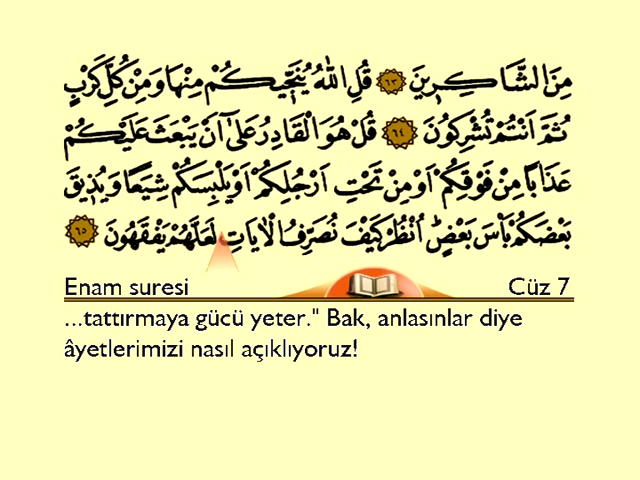 مِنَ الشَّاكِرِينَ ٦٣ قُلِ اللّٰهُ يُنَجِّيكُمْ مِنْهَا وَمِنْ كُلِّ كَرْبٍ
ثُمَّ اَنْتُمْ تُشْرِكُونَ ٦٤ قُلْ هُوَ الْقَادِرُ عَلٰٓى اَنْ يَبْعَثَ عَلَيْكُمْ
عَذَابًا مِنْ فَوْقِكُمْ اَوْ مِنْ تَحْتِ اَرْجُلِكُمْ اَوْ يَلْبِسَكُمْ شِيَعًا وَيُذِيقَ
بَعْضَكُمْ بَأْسَ بَعْضٍ اُنْظُرْ كَيْفَ نُصَرِّفُ الْاٰيَاتِ لَعَلَّهُمْ يَفْقَهُونَ ٦٥
Enam suresi Cüz 7
...tattırmaya gücü yeter." Bak, anlasınlar diye
âyetlerimizi nasıl açıklıyoruz!